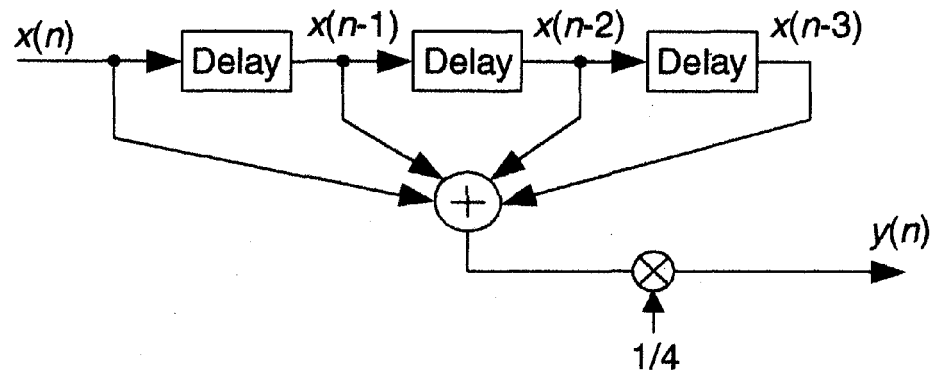 x(n) x(n-1) x(n-2) x(n-3)
Delay Delay Delay
+
y(n)
1/4